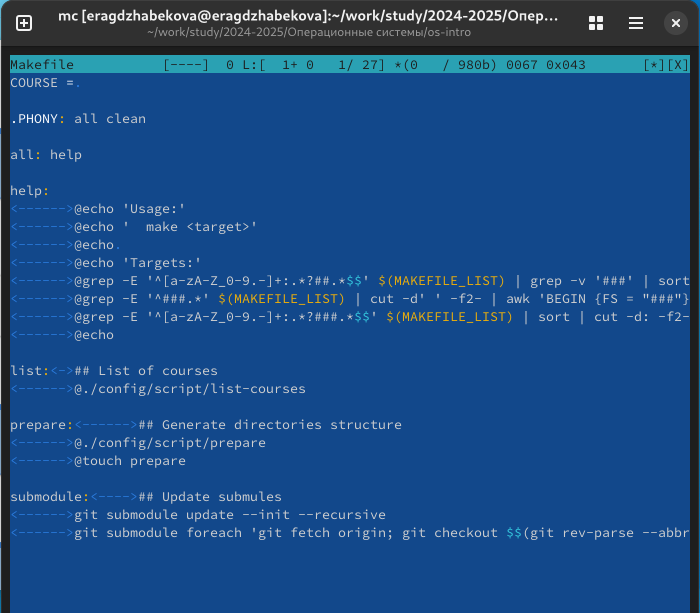 mc [eragdzhabekova@eragdzhabekova]:~/work/study/2024-2025/Опер...
~/work/study/2024-2025/Операционные системы/os-intro
Makefile [----] 0 L:[ 1+ 0 1/ 27] *(0 / 980b) 0067 0x043 [*][X]
COURSE =.
.PHONY: all clean
all: help
help:
<------>@echo 'Usage:'
<------>@echo '  make <target>'
<------>@echo.
<------>@echo 'Targets:'
<------>@grep -E '^[a-zA-Z_0-9.-]+:.*?##.*$$' $(MAKEFILE_LIST) | grep -v '###' | sort
<------>@grep -E '^###.*' $(MAKEFILE_LIST) | cut -d' ' -f2- | awk 'BEGIN {FS = "###"}
<------>@grep -E '^[a-zA-Z_0-9.-]+:.*?###.*$$' $(MAKEFILE_LIST) | sort | cut -d: -f2-
<------>@echo
list:<->## List of courses
<------>@./config/script/list-courses
prepare:<------>## Generate directories structure
<------>@./config/script/prepare
<------>@touch prepare
submodule:<---->## Update submules
<------>git submodule update --init --recursive
<------>git submodule foreach 'git fetch origin; git checkout $$(git rev-parse --abbr